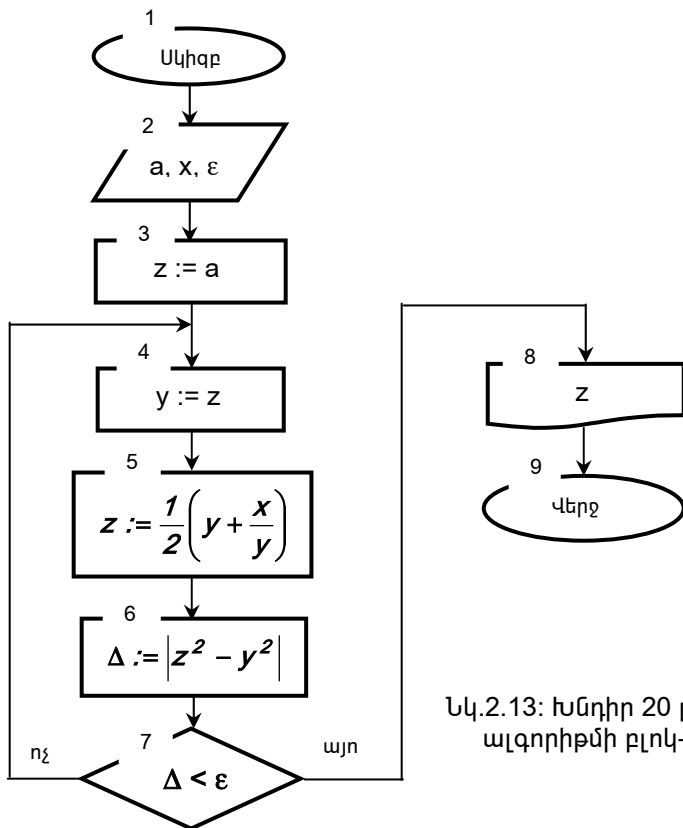 1
Սկիզբ
2
a, x, ε
3
z := a
4
y := z
5
z := 1/2 ( y + x/y )
6
Δ := |z² − y²|
7
Δ < ε
ոչ
այո
8
z
9
Վերջ
Նկ.2.13: Խնդիր 20
ալգորիթմի բլոկ-